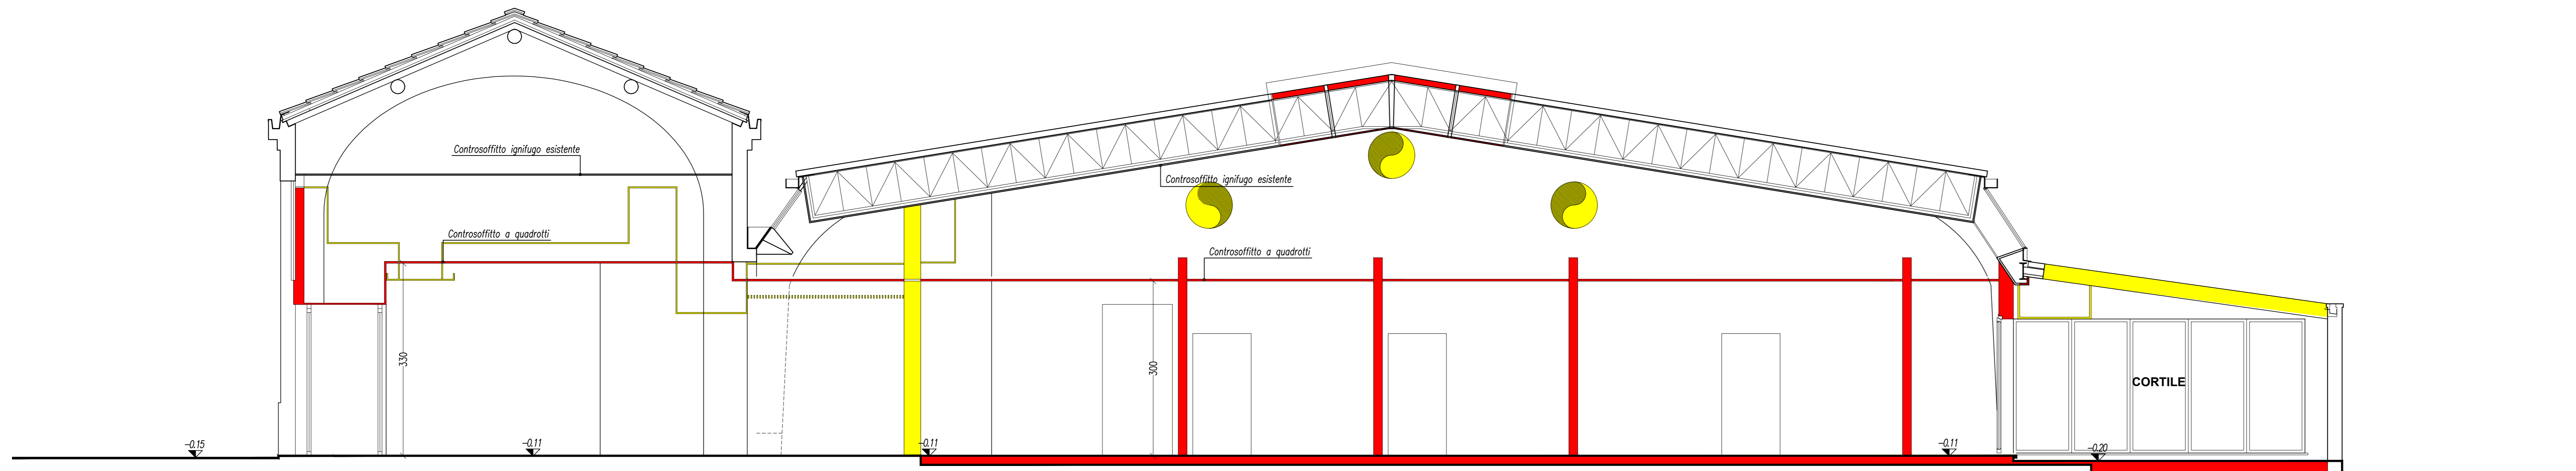 Controsoffitto ignifugo esistente
Controsoffitto ignifugo esistente
Controsoffitto a quadrotti
Controsoffitto a quadrotti
330
300
CORTILE
-0.15
-0.11
-0.11
-0.11
-0.20